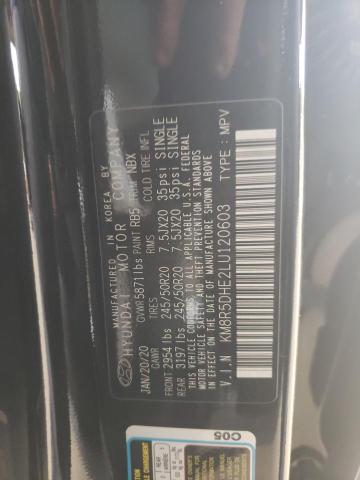 MANUFACTURED IN KOREA BY
HYUNDAI MOTOR COMPANY
JAN/20/20 GVWR 5871 lbs PAINT RB5 TRIM NBX
GAWR TIRES RIMS COLD TIRE INFL
FRONT 2954 lbs 245/50R20 7.5JX20 35psi SINGLE
REAR 3197 lbs 245/50R20 7.5JX20 35psi SINGLE
THIS VEHICLE CONFORMS TO ALL APPLICABLE U.S.A. FEDERAL
MOTOR VEHICLE SAFETY, BUMPER, AND THEFT PREVENTION STANDARDS
IN EFFECT ON THE DATE OF MANUFACTURE SHOWN ABOVE.
V.I.N KM8R5DHE2LU120603 TYPE : MPV
C05